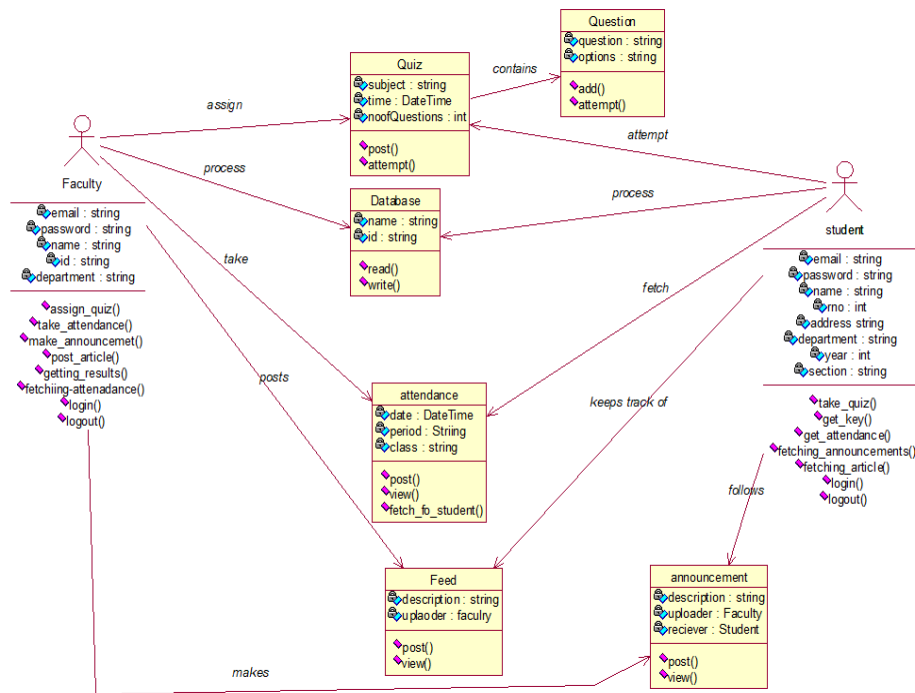 Question
question : string
options : string
add()
attempt()
contains
Quiz
subject : string
time : DateTime
noofQuestions : int
post()
attempt()
assign
attempt
process
process
Faculty
email : string
password : string
name : string
id : string
department : string
assign_quiz()
take_attendance()
make_announcemet()
post_article()
getting_results()
fetchiing-attenadance()
login()
logout()
Database
name : string
id : string
read()
write()
student
email : string
password : string
name : string
rno : int
address string
department : string
year : int
section : string
take_quiz()
get_key()
get_attendance()
fetching_announcements()
fetching_article()
login()
logout()
take
fetch
posts
keeps track of
attendance
date : DateTime
period : Striing
class : string
post()
view()
fetch_fo_student()
follows
Feed
description : string
uplaoder : faculry
post()
view()
announcement
description : string
uploader : Faculty
reciever : Student
post()
view()
makes